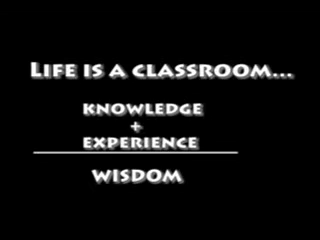 LIFE IS A CLASSROOM...
KNOWLEDGE
+
EXPERIENCE
WISDOM